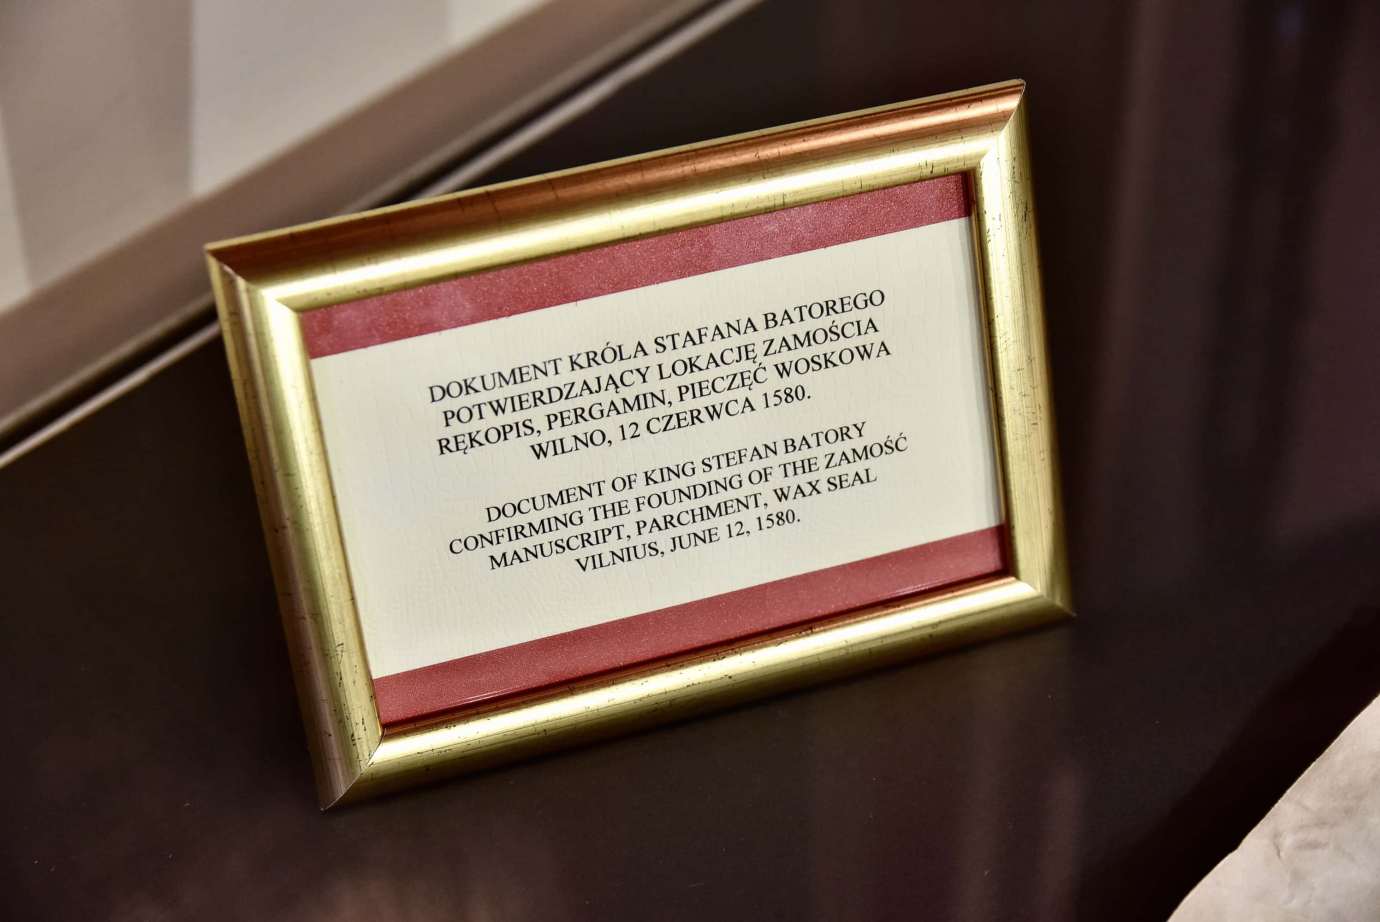 DOKUMENT KRÓLA STAFANA BATOREGO
POTWIERDZAJĄCY LOKACJĘ ZAMOŚCIA
RĘKOPIS, PERGAMIN, PIECZĘĆ WOSKOWA
WILNO, 12 CZERWCA 1580.
DOCUMENT OF KING STEFAN BATORY
CONFIRMING THE FOUNDING OF THE ZAMOŚĆ
MANUSCRIPT, PARCHMENT, WAX SEAL
VILNIUS, JUNE 12, 1580.